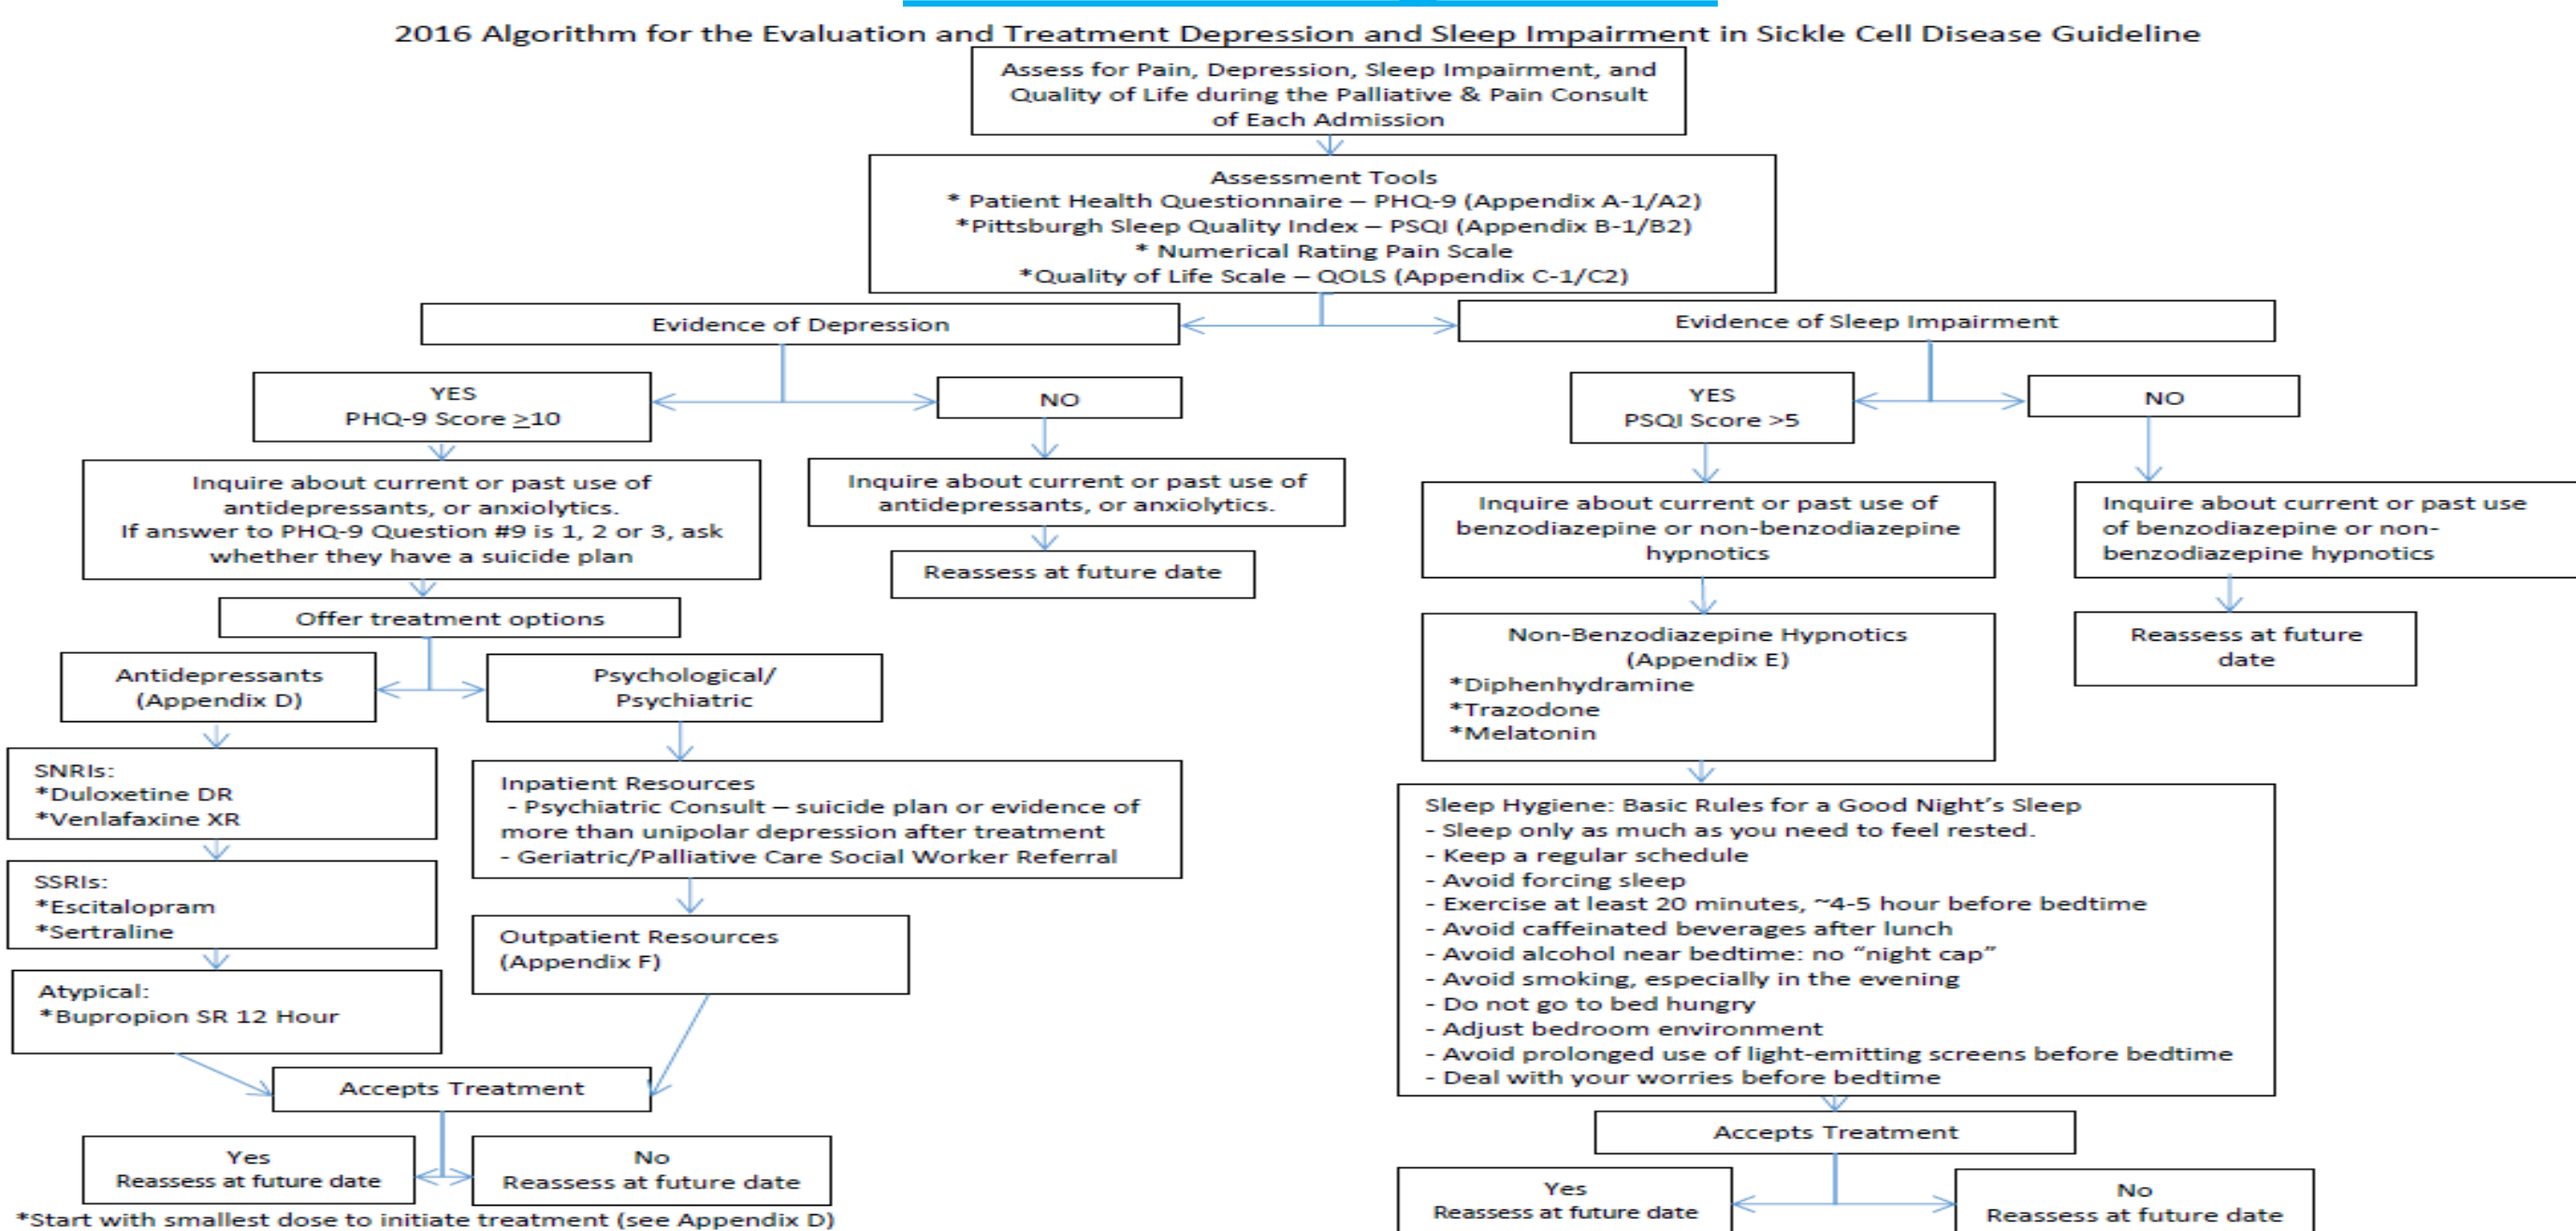 2016 Algorithm for the Evaluation and Treatment Depression and Sleep Impairment in Sickle Cell Disease Guideline
Assess for Pain, Depression, Sleep Impairment, and
Quality of Life during the Palliative & Pain Consult
of Each Admission
Assessment Tools
* Patient Health Questionnaire – PHQ-9 (Appendix A-1/A2)
*Pittsburgh Sleep Quality Index – PSQI (Appendix B-1/B2)
* Numerical Rating Pain Scale
*Quality of Life Scale – QOLS (Appendix C-1/C2)
Evidence of Depression
YES
PHQ-9 Score ≥10
NO
Inquire about current or past use of
antidepressants, or anxiolytics.
If answer to PHQ-9 Question #9 is 1, 2 or 3, ask
whether they have a suicide plan
Inquire about current or past use of
antidepressants, or anxiolytics.
Reassess at future date
Offer treatment options
Antidepressants
(Appendix D)
Psychological/
Psychiatric
SNRIs:
*Duloxetine DR
*Venlafaxine XR
SSRIs:
*Escitalopram
*Sertraline
Atypical:
*Bupropion SR 12 Hour
Inpatient Resources
- Psychiatric Consult – suicide plan or evidence of
more than unipolar depression after treatment
- Geriatric/Palliative Care Social Worker Referral
Outpatient Resources
(Appendix F)
Accepts Treatment
Yes
Reassess at future date
No
Reassess at future date
*Start with smallest dose to initiate treatment (see Appendix D)
Evidence of Sleep Impairment
YES
PSQI Score >5
NO
Inquire about current or past use of
benzodiazepine or non-benzodiazepine
hypnotics
Inquire about current or past use
of benzodiazepine or non-
benzodiazepine hypnotics
Reassess at future
date
Non-Benzodiazepine Hypnotics
(Appendix E)
*Diphenhydramine
*Trazodone
*Melatonin
Sleep Hygiene: Basic Rules for a Good Night’s Sleep
- Sleep only as much as you need to feel rested.
- Keep a regular schedule
- Avoid forcing sleep
- Exercise at least 20 minutes, ~4-5 hour before bedtime
- Avoid caffeinated beverages after lunch
- Avoid alcohol near bedtime: no “night cap”
- Avoid smoking, especially in the evening
- Do not go to bed hungry
- Adjust bedroom environment
- Avoid prolonged use of light-emitting screens before bedtime
- Deal with your worries before bedtime
Accepts Treatment
Yes
Reassess at future date
No
Reassess at future date